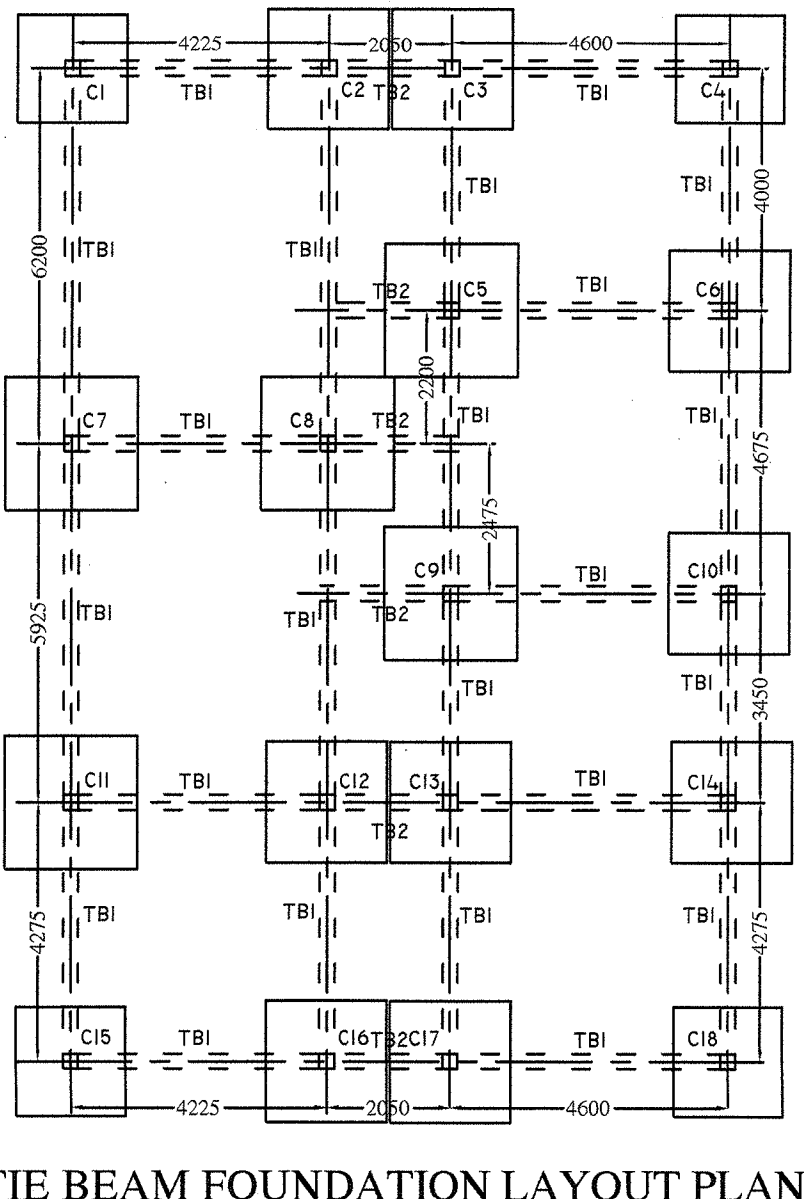 4225 2050 4600
C1 TB1 C2 TB2 C3 TB1 C4
TB1 TB1 4000
6200 TB1 TB1
TB2 C5 TB1 C6
2200
C7 TB1 C8 TB2 TB1 TB1 4675
2475
C9 TB1 C10
5925 TB1 TB1 TB2
TB1 TB1 3450
C11 TB1 C12 C13 TB1 C14
TB2
4275 TB1 TB1 TB1 TB1 4275
C15 TB1 C16 TB2 C17 TB1 C18
4225 2050 4600
TIE BEAM FOUNDATION LAYOUT PLAN